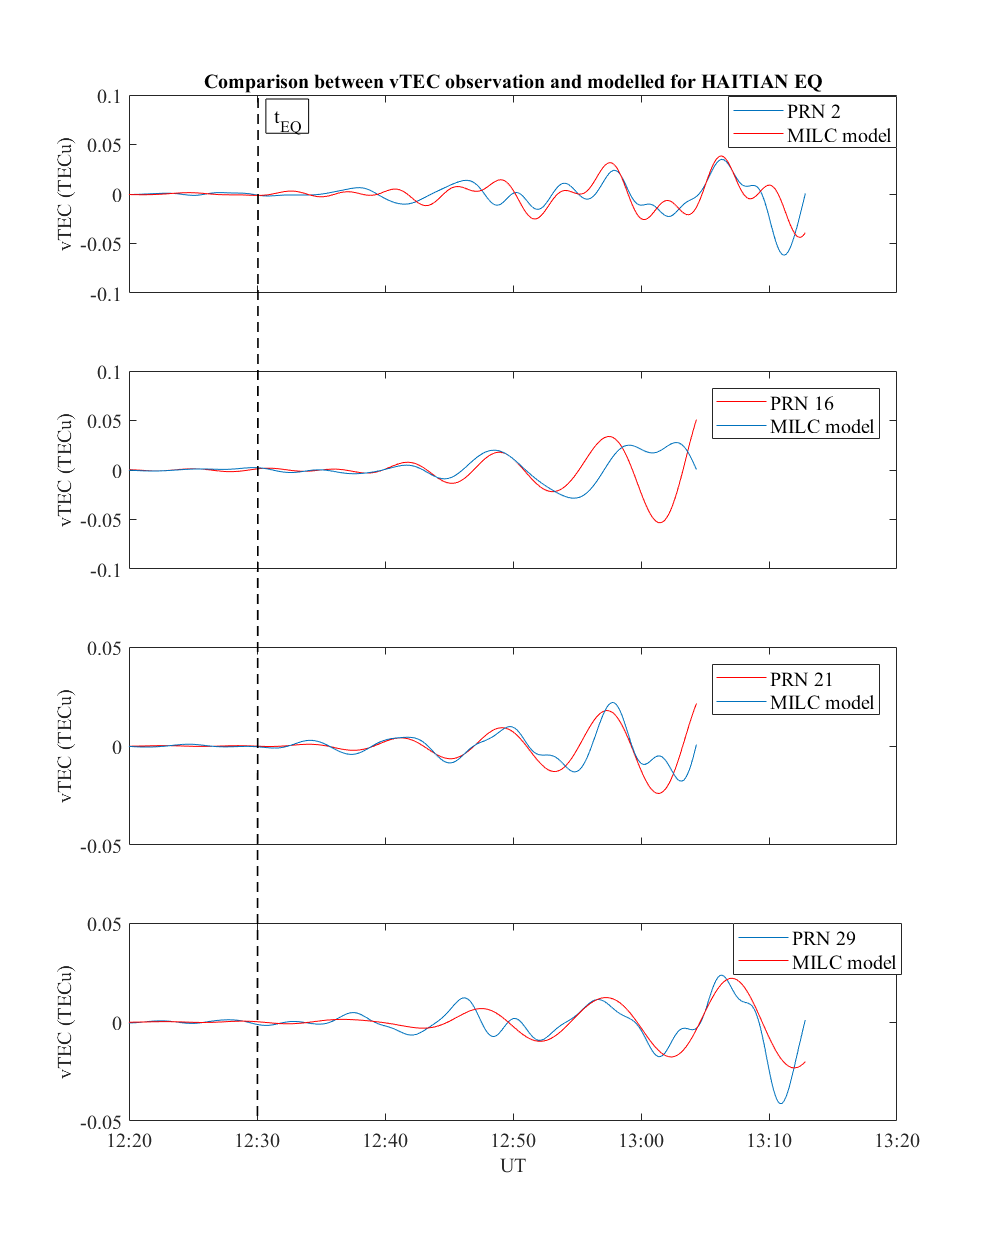 Comparison between vTEC observation and modelled for HAITIAN EQ
0.1
0.05
0
-0.05
-0.1
vTEC (TECu)
tEQ
PRN 2
MILC model
0.1
0.05
0
-0.05
-0.1
vTEC (TECu)
PRN 16
MILC model
0.05
0
-0.05
vTEC (TECu)
PRN 21
MILC model
0.05
0
-0.05
vTEC (TECu)
PRN 29
MILC model
12:20 12:30 12:40 12:50 13:00 13:10 13:20
UT